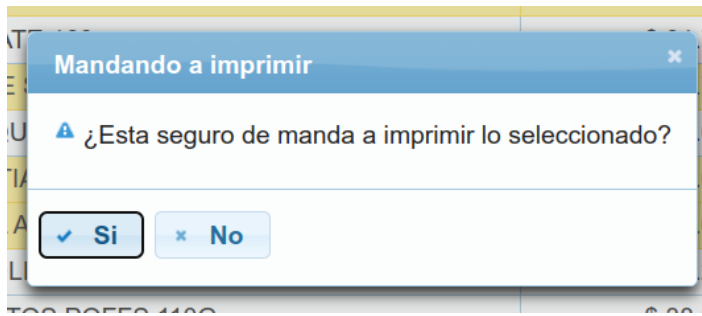 Mandando a imprimir
¿Esta seguro de manda a imprimir lo seleccionado?
Si
No